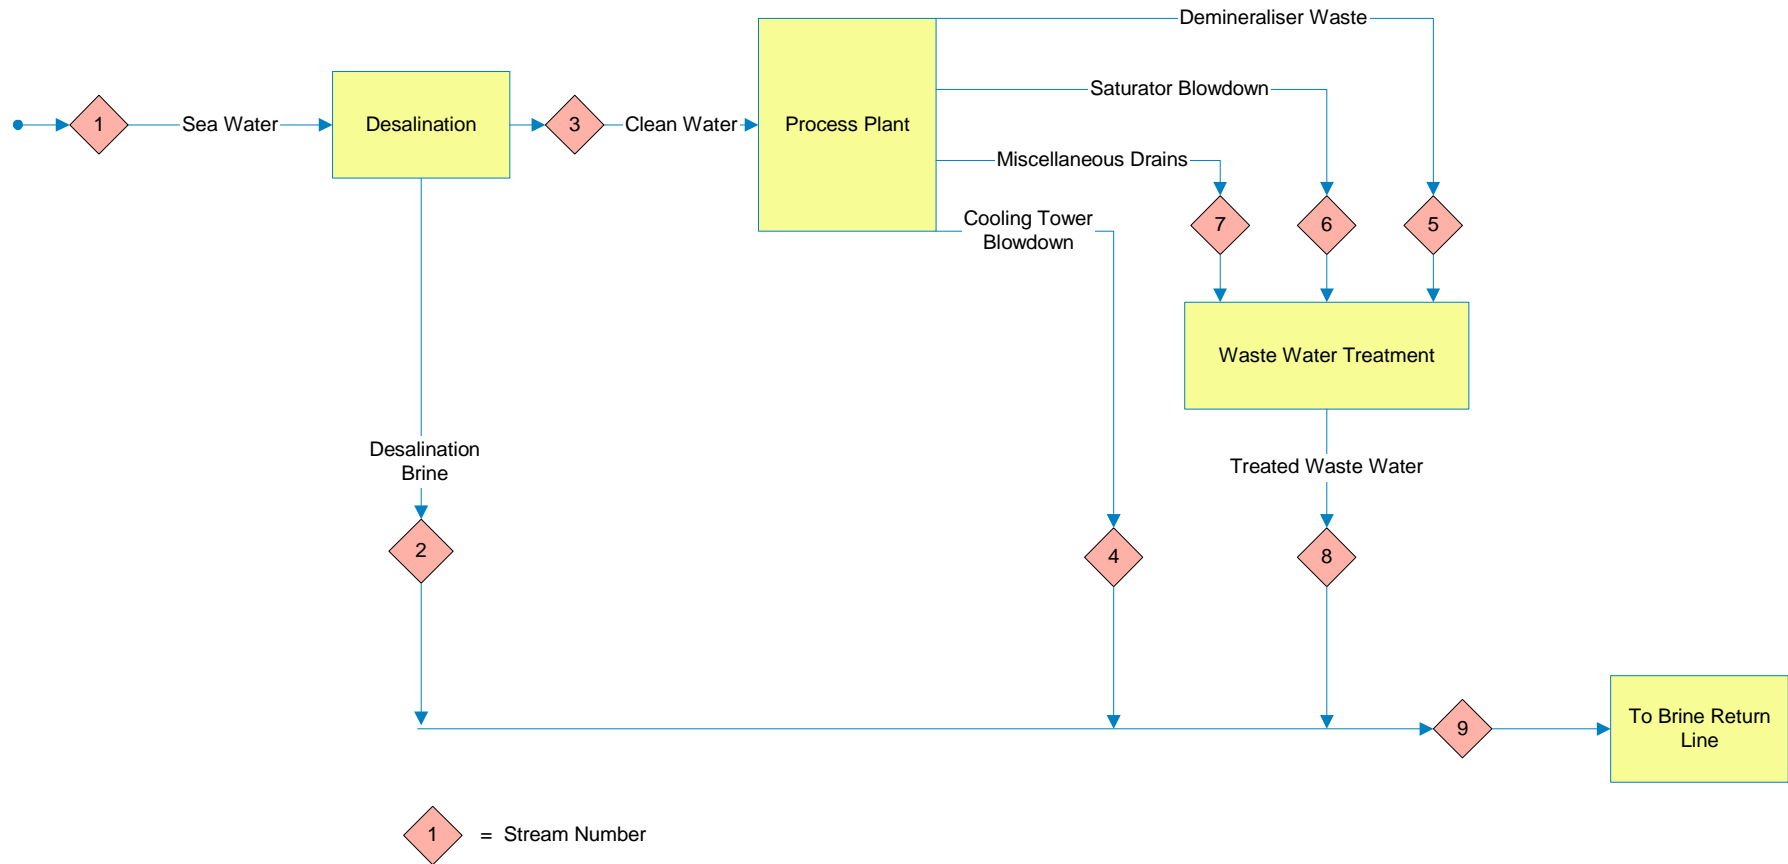 Demineraliser Waste
Saturator Blowdown
1
Sea Water
Desalination
3
Clean Water
Process Plant
Miscellaneous Drains
Cooling Tower
Blowdown
7
6
5
Waste Water Treatment
Desalination
Brine
Treated Waste Water
2
4
8
9
To Brine Return
Line
1
= Stream Number